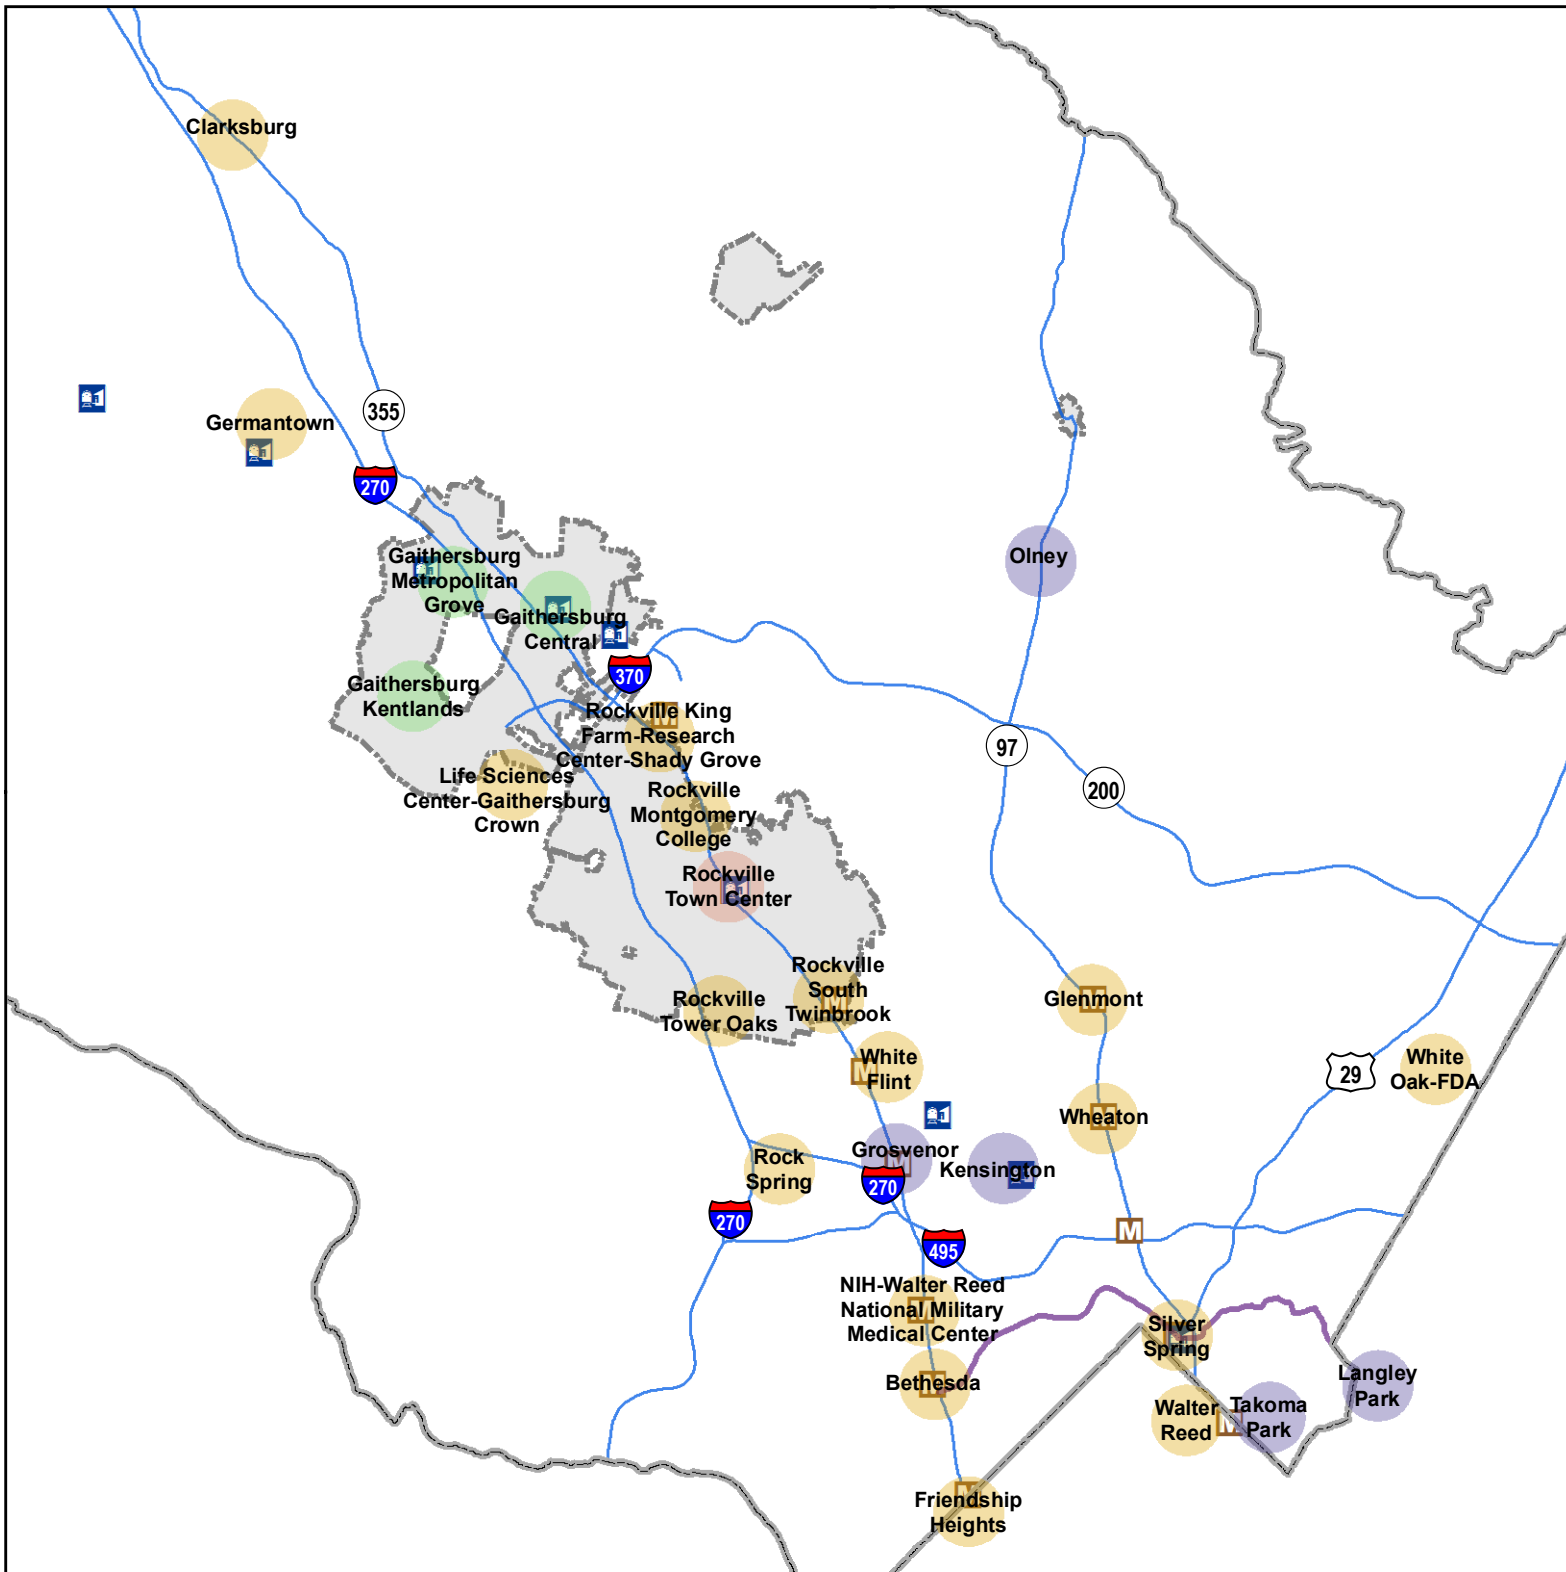 Clarksburg
355
Germantown
270
Gaithersburg
Metropolitan
Grove
Olney
Gaithersburg
Central
370
Gaithersburg
Kentlands
Rockville King
Farm-Research
Center-Shady Grove
97
Life Sciences
Center-Gaithersburg
Crown
Rockville
Montgomery
College
200
Rockville
Town Center
Rockville
South
Twinbrook
Rockville
Tower Oaks
Glenmont
White
Flint
29
White
Oak-FDA
Wheaton
Grosvenor
Kensington
Rock
Spring
270
270
M
495
NIH-Walter Reed
National Military
Medical Center
Silver
Spring
Bethesda
Langley
Park
Walter
Reed
Takoma
Park
Friendship
Heights